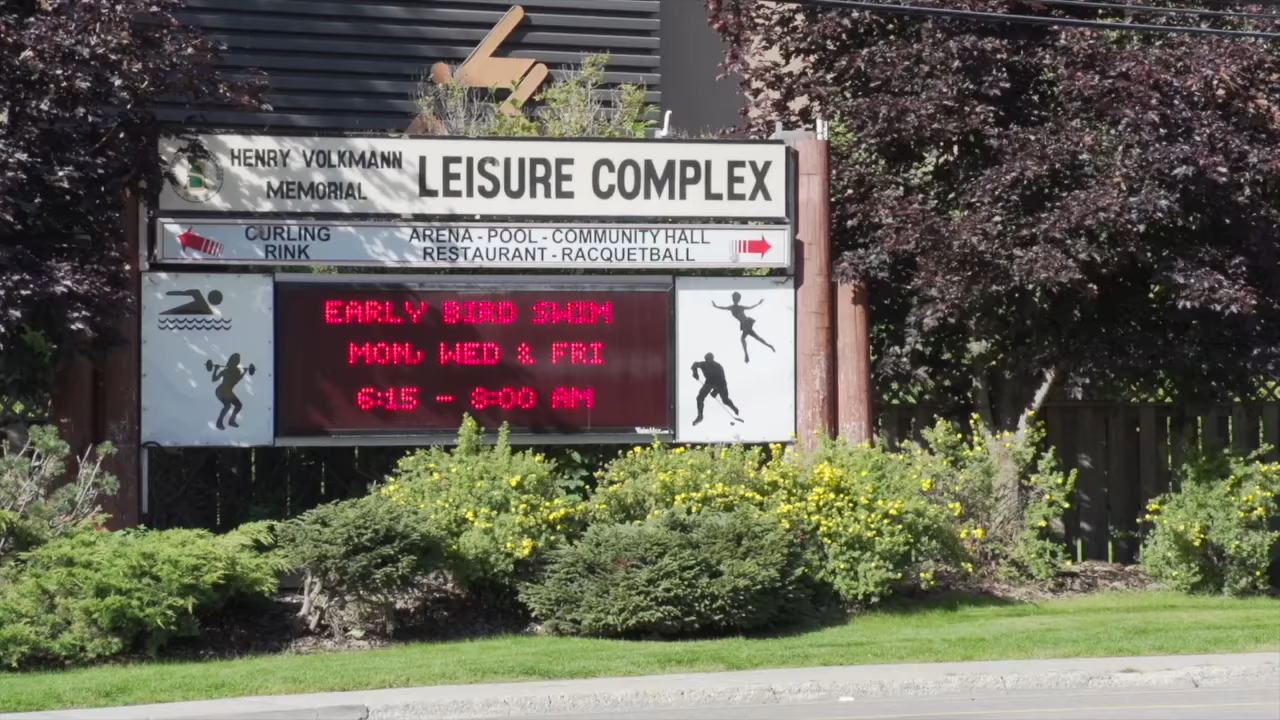 HENRY VOLKMANN
MEMORIAL
LEISURE COMPLEX
CURLING
RINK
ARENA - POOL - COMMUNITY HALL
RESTAURANT - RACQUETBALL
EARLY BIRD SWIM
MON, WED & FRI
6:15 - 8:00 AM